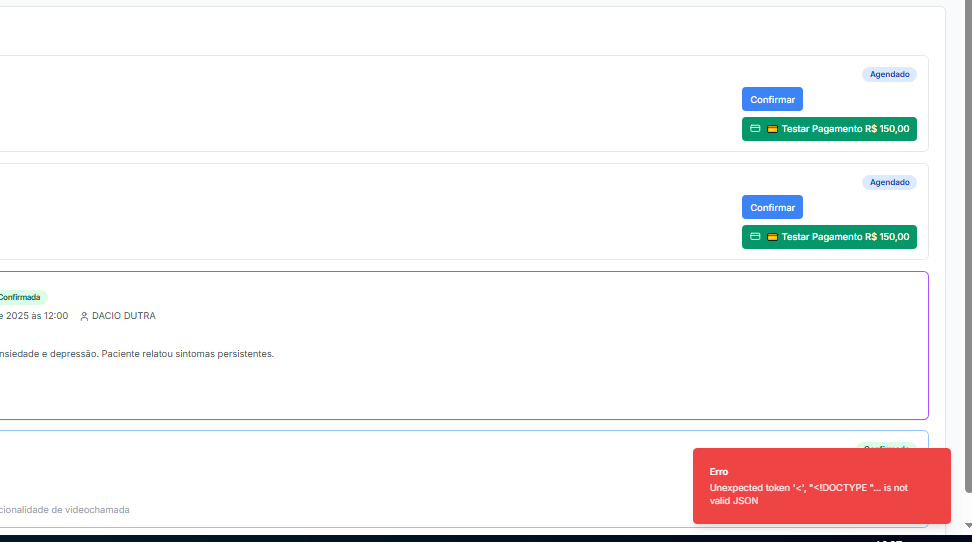 Agendado
Confirmar
Testar Pagamento R$ 150,00
Agendado
Confirmar
Testar Pagamento R$ 150,00
Confirmada
e 2025 às 12:00 DACIO DUTRA
nsiedade e depressão. Paciente relatou sintomas persistentes.
Erro
Unexpected token '<', "<!DOCTYPE "... is not
valid JSON
cionalidade de videochamada